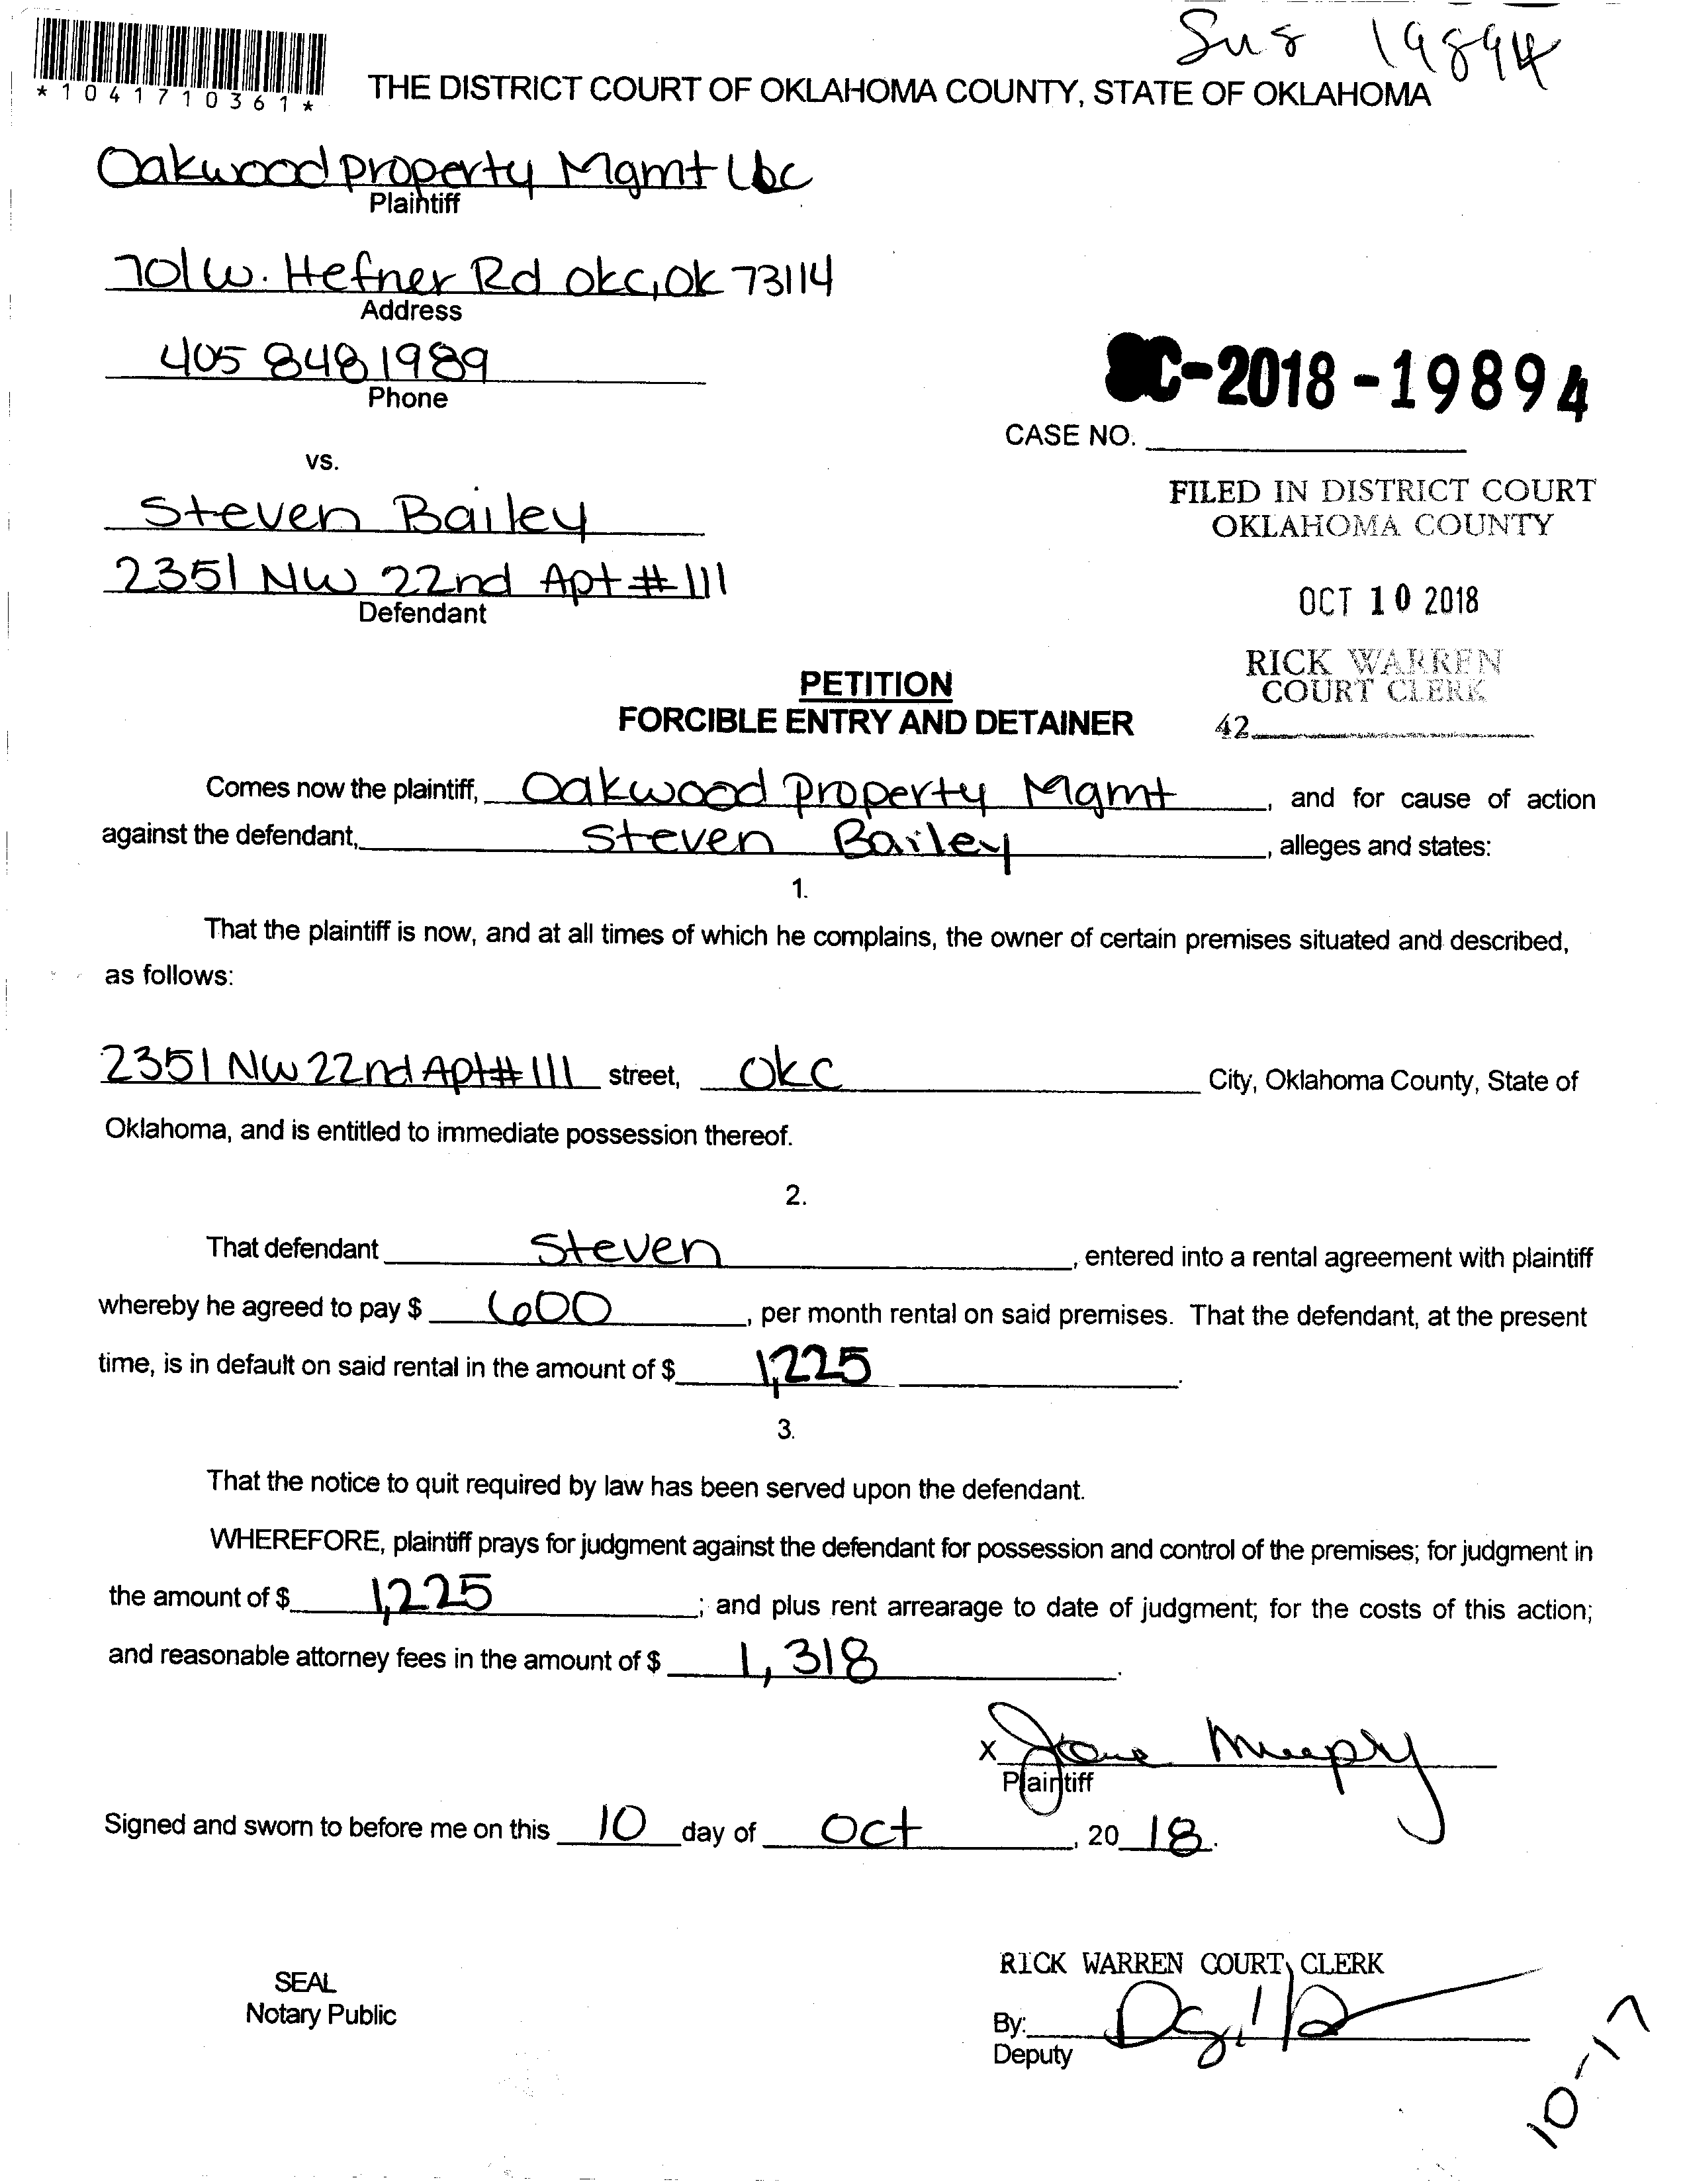 Sus 19894
*1041710361*
THE DISTRICT COURT OF OKLAHOMA COUNTY, STATE OF OKLAHOMA
Oakwood property Mgmt LLC
Plaintiff
701 W. Hefner Rd OKC, OK 73114
Address
405 848 1989
Phone
SC-2018-19894
CASE NO.
vs.
FILED IN DISTRICT COURT
OKLAHOMA COUNTY
Steven Bailey
2351 NW 22nd Apt # 111
Defendant
OCT 10 2018
RICK WARREN
COURT CLERK
42
PETITION
FORCIBLE ENTRY AND DETAINER
Comes now the plaintiff, Oakwood property Mgmt, and for cause of action
against the defendant, Steven Bailey, alleges and states:
1.
That the plaintiff is now, and at all times of which he complains, the owner of certain premises situated and described,
as follows:
2351 NW 22nd Apt# 111 street, OKC City, Oklahoma County, State of
Oklahoma, and is entitled to immediate possession thereof.
2.
That defendant Steven, entered into a rental agreement with plaintiff
whereby he agreed to pay $ 600, per month rental on said premises. That the defendant, at the present
time, is in default on said rental in the amount of $ 1,225.
3.
That the notice to quit required by law has been served upon the defendant.
WHEREFORE, plaintiff prays for judgment against the defendant for possession and control of the premises; for judgment in
the amount of $ 1,225; and plus rent arrearage to date of judgment; for the costs of this action;
and reasonable attorney fees in the amount of $ 1,318.
X
Plaintiff
Signed and sworn to before me on this 10 day of Oct, 20 18.
SEAL
Notary Public
RICK WARREN COURT CLERK
By:
Deputy
10-17